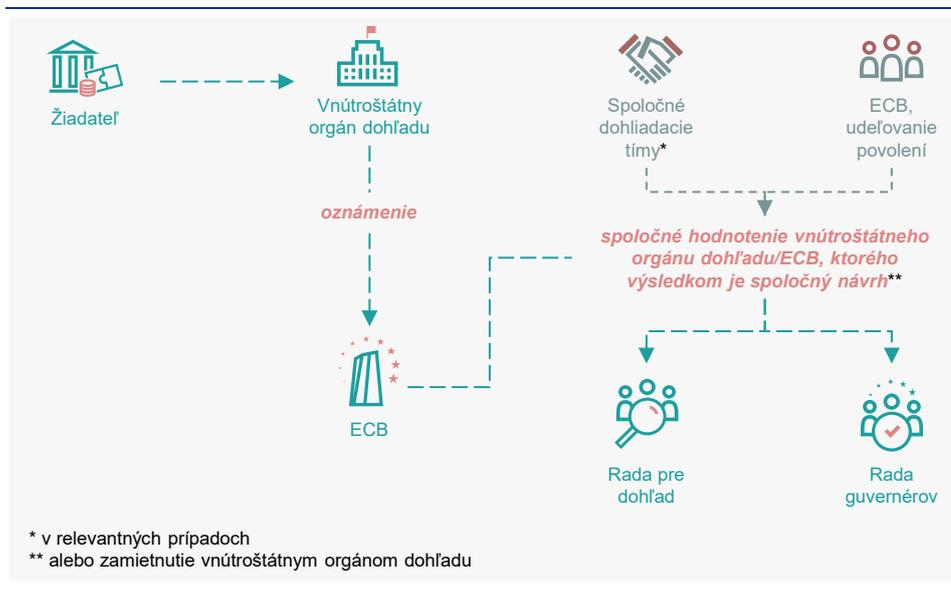 Žiadateľ
Vnútroštátny
orgán dohľadu
Spoločné
dohliadacie
tímy*
ECB,
udeľovanie
povolení
oznámenie
spoločné hodnotenie vnútroštátneho
orgánu dohľadu/ECB, ktorého
výsledkom je spoločný návrh**
ECB
Rada pre
dohľad
Rada
guvernérov
* v relevantných prípadoch
** alebo zamietnutie vnútroštátnym orgánom dohľadu